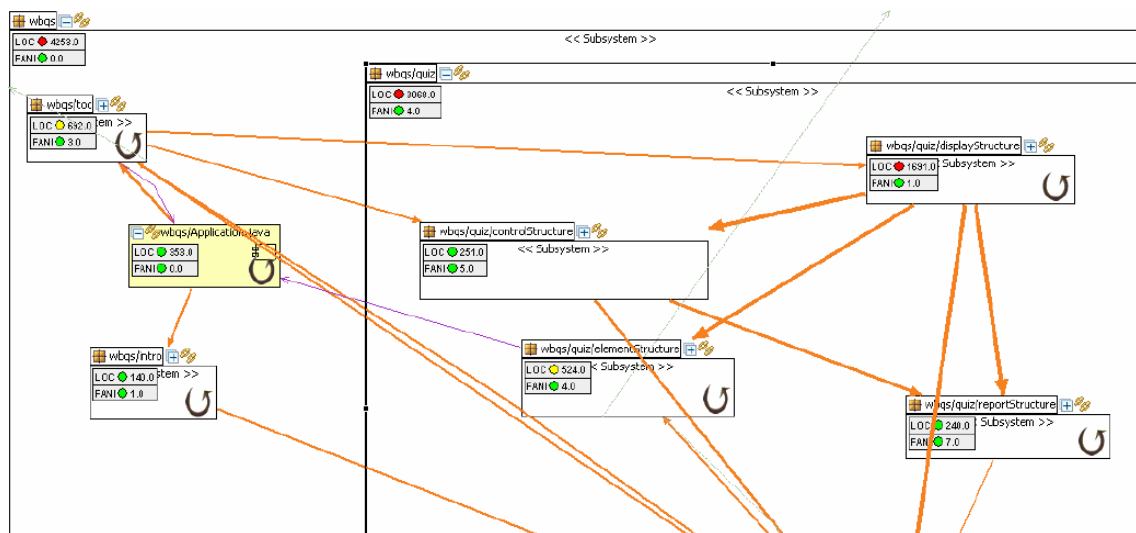 wbqs
LOC 4253.0
FANI 0.0
<< Subsystem >>
wbqs/quiz
LOC 3068.0
FANI 4.0
<< Subsystem >>
wbqs/toc
LOC 692.0
FANI 3.0
tem >>
wbqs/quiz/displayStructure
LOC 1691.0
FANI 1.0
< Subsystem >>
wbqs/Application.java
LOC 353.0
FANI 0.0
wbqs/quiz/controlStructure
<< Subsystem >>
LOC 251.0
FANI 5.0
wbqs/intro
LOC 140.0
FANI 1.0
stem >>
wbqs/quiz/elementStructure
LOC 524.0
FANI 4.0
< Subsystem >>
wbqs/quiz/reportStructure
LOC 240.0
FANI 7.0
< Subsystem >>